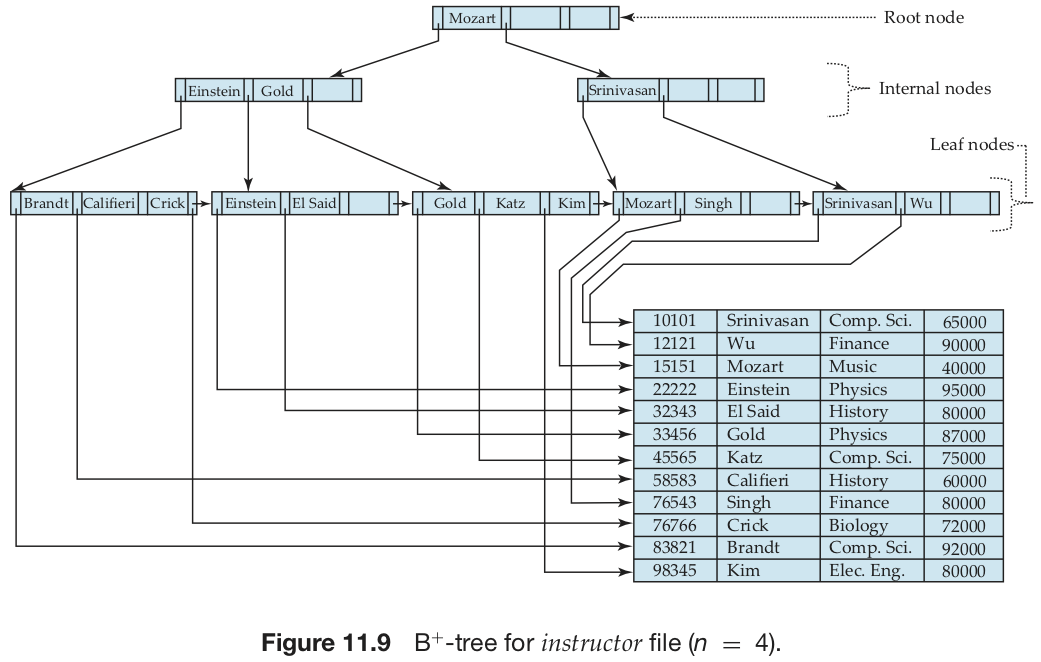 Mozart
Root node
Einstein Gold
Srinivasan
Internal nodes
Leaf nodes
Brandt Califieri Crick
Einstein El Said
Gold Katz Kim
Mozart Singh
Srinivasan Wu
10101 Srinivasan Comp. Sci. 65000
12121 Wu Finance 90000
15151 Mozart Music 40000
22222 Einstein Physics 95000
32343 El Said History 80000
33456 Gold Physics 87000
45565 Katz Comp. Sci. 75000
58583 Califieri History 60000
76543 Singh Finance 80000
76766 Crick Biology 72000
83821 Brandt Comp. Sci. 92000
98345 Kim Elec. Eng. 80000
Figure 11.9 B⁺-tree for instructor file (n = 4).